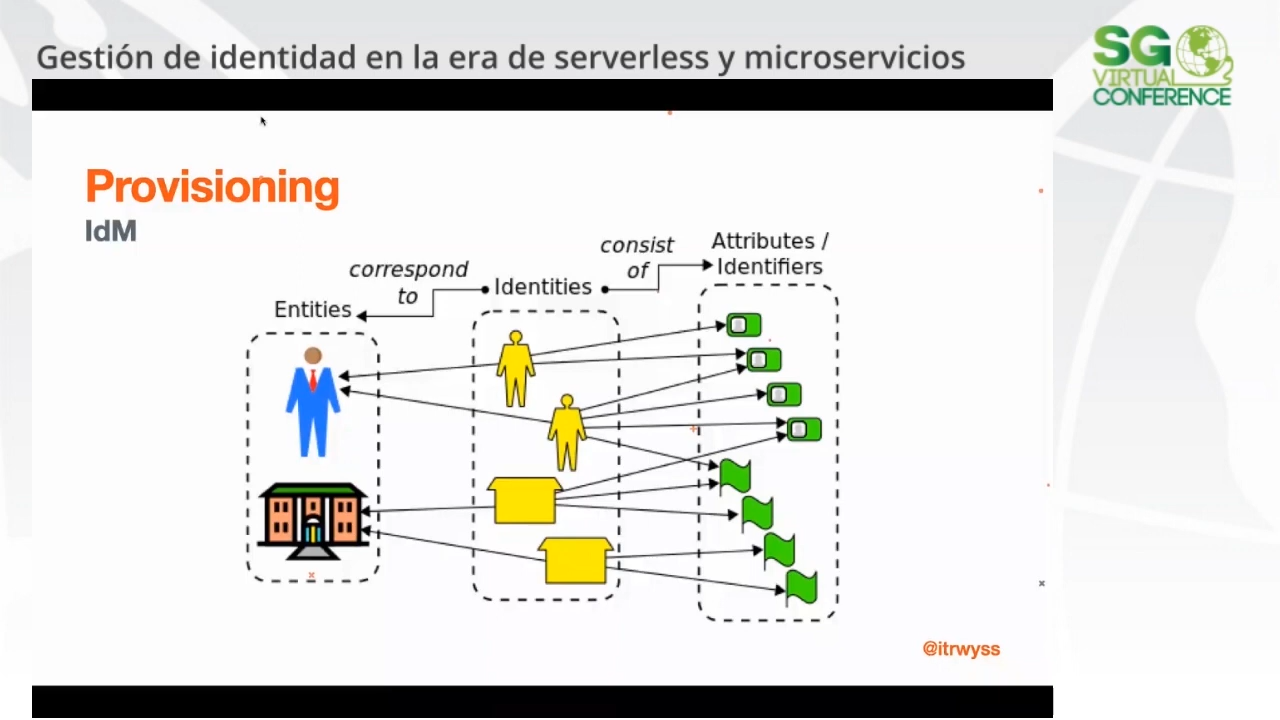 Gestión de identidad en la era de serverless y microservicios
SG
VIRTUAL
CONFERENCE
Provisioning
IdM
correspond
to
consist
of
Attributes /
Identifiers
Identities
Entities
@itrwyss